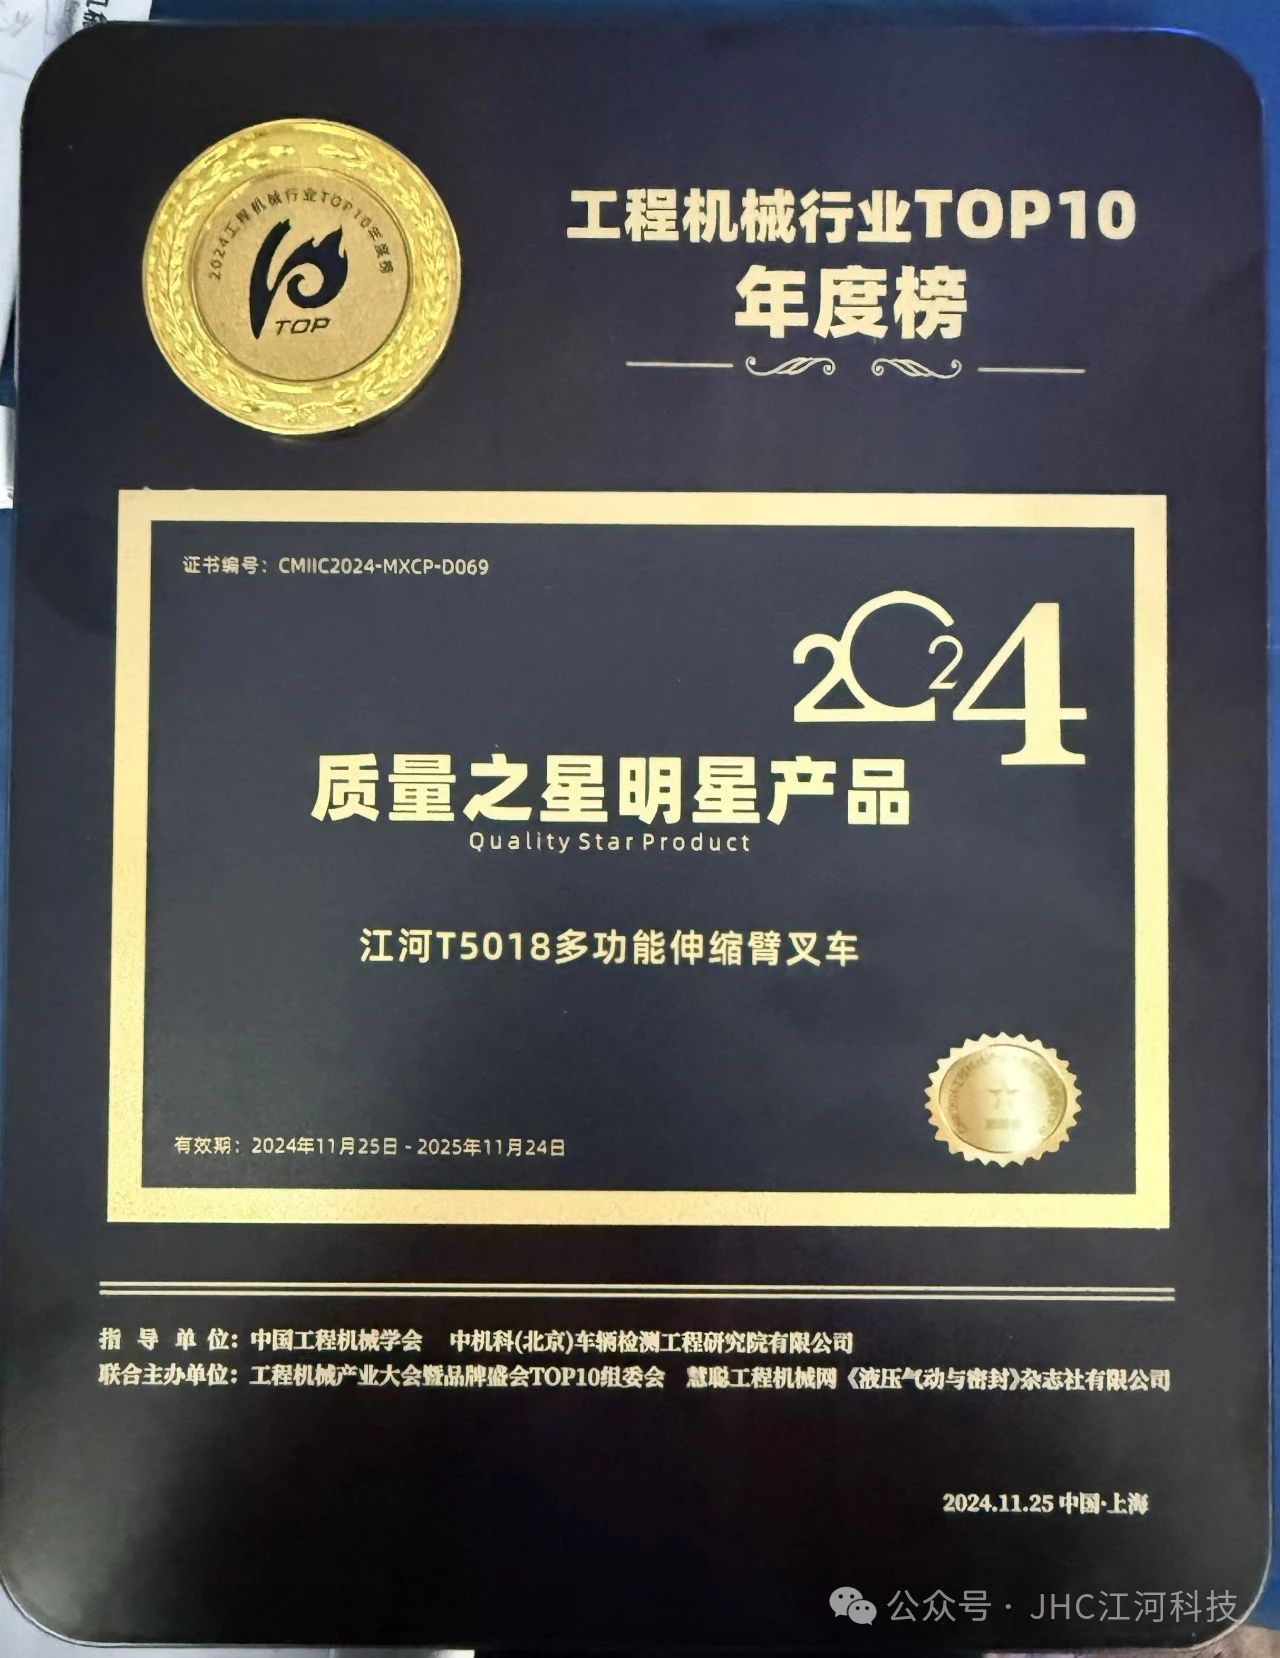 2024工程机械行业TOP10年度榜
TOP
工程机械行业TOP10
年度榜
证书编号：CMIIC2024-MXCP-D069
2024
质量之星明星产品
Quality Star Product
江河T5018多功能伸缩臂叉车
有效期：2024年11月25日 - 2025年11月24日
指导单位：中国工程机械学会 中机科(北京)车辆检测工程研究院有限公司
联合主办单位：工程机械产业大会暨品牌盛会TOP10组委会 慧聪工程机械网《液压气动与密封》杂志社有限公司
2024.11.25 中国·上海
公众号 · JHC江河科技